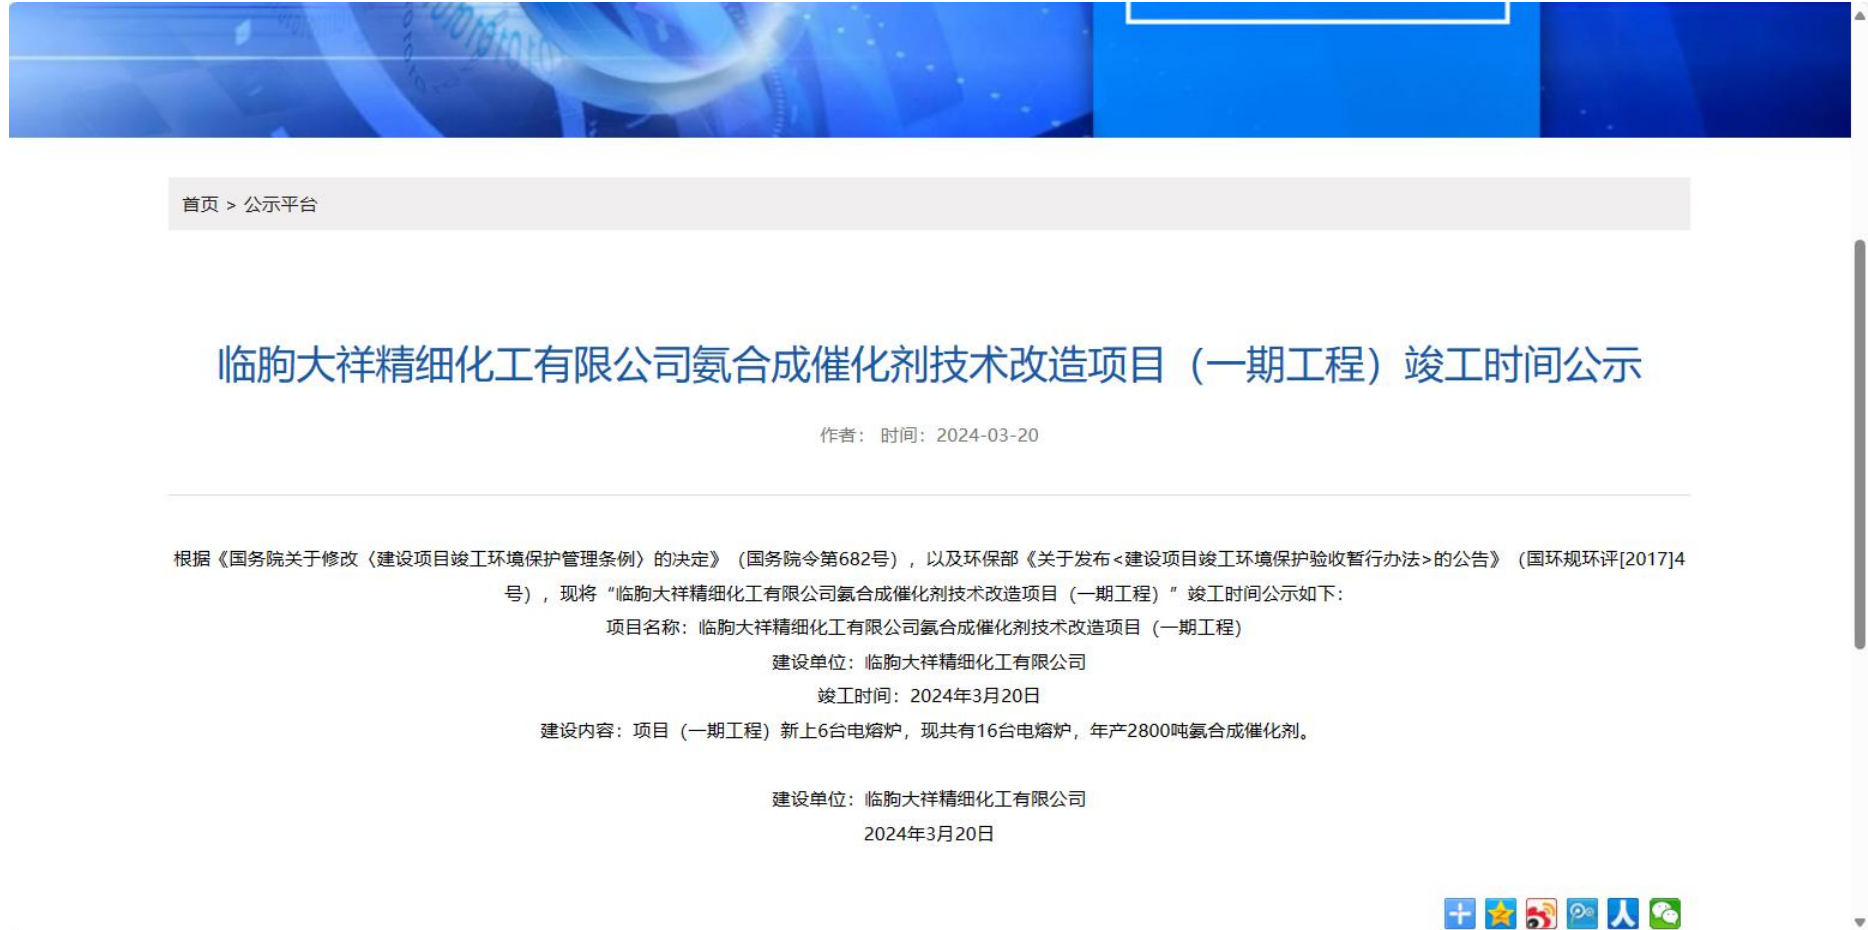 首页 > 公示平台
临朐大祥精细化工有限公司氨合成催化剂技术改造项目（一期工程）竣工时间公示
作者： 时间：2024-03-20
根据《国务院关于修改〈建设项目竣工环境保护管理条例〉的决定》（国务院令第682号），以及环保部《关于发布<建设项目竣工环境保护验收暂行办法>的公告》（国环规环评[2017]4
号），现将“临朐大祥精细化工有限公司氨合成催化剂技术改造项目（一期工程）”竣工时间公示如下：
项目名称：临朐大祥精细化工有限公司氨合成催化剂技术改造项目（一期工程）
建设单位：临朐大祥精细化工有限公司
竣工时间：2024年3月20日
建设内容：项目（一期工程）新上6台电熔炉，现共有16台电熔炉，年产2800吨氨合成催化剂。
建设单位：临朐大祥精细化工有限公司
2024年3月20日